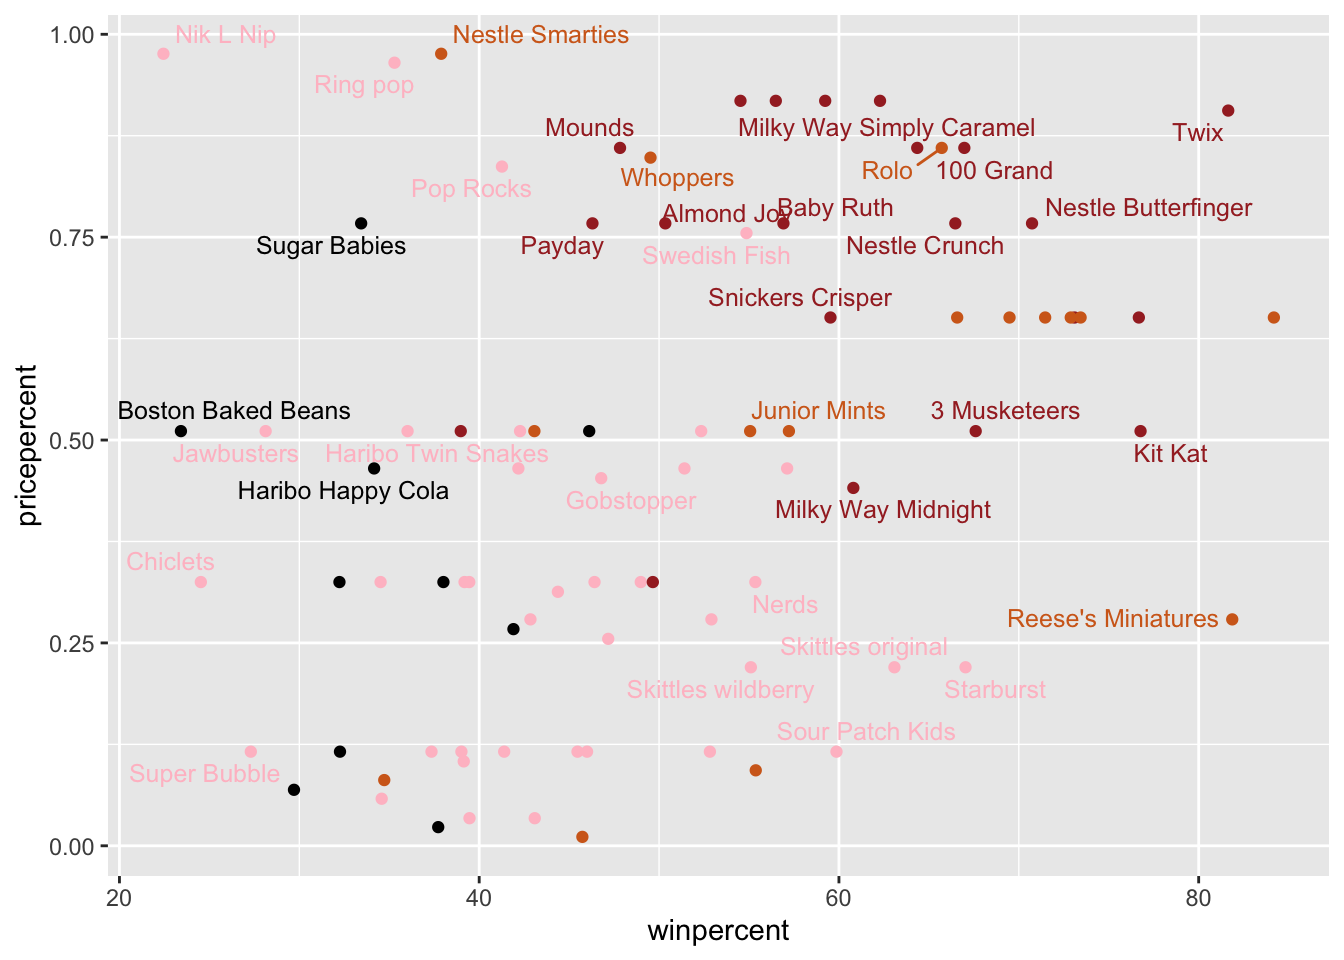 1.00
Nik L Nip
Nestle Smarties
Ring pop
Mounds
Milky Way Simply Caramel
Twix
Whoppers
Rolo
100 Grand
Pop Rocks
Almond Joy
Baby Ruth
Nestle Butterfinger
0.75
Sugar Babies
Payday
Swedish Fish
Nestle Crunch
Snickers Crisper
Boston Baked Beans
Junior Mints
3 Musketeers
0.50
Jawbusters
Haribo Twin Snakes
Kit Kat
Haribo Happy Cola
Gobstopper
Milky Way Midnight
Chiclets
Nerds
Reese's Miniatures
0.25
Skittles original
Skittles wildberry
Starburst
Sour Patch Kids
Super Bubble
0.00
20
40
60
80
winpercent
pricepercent